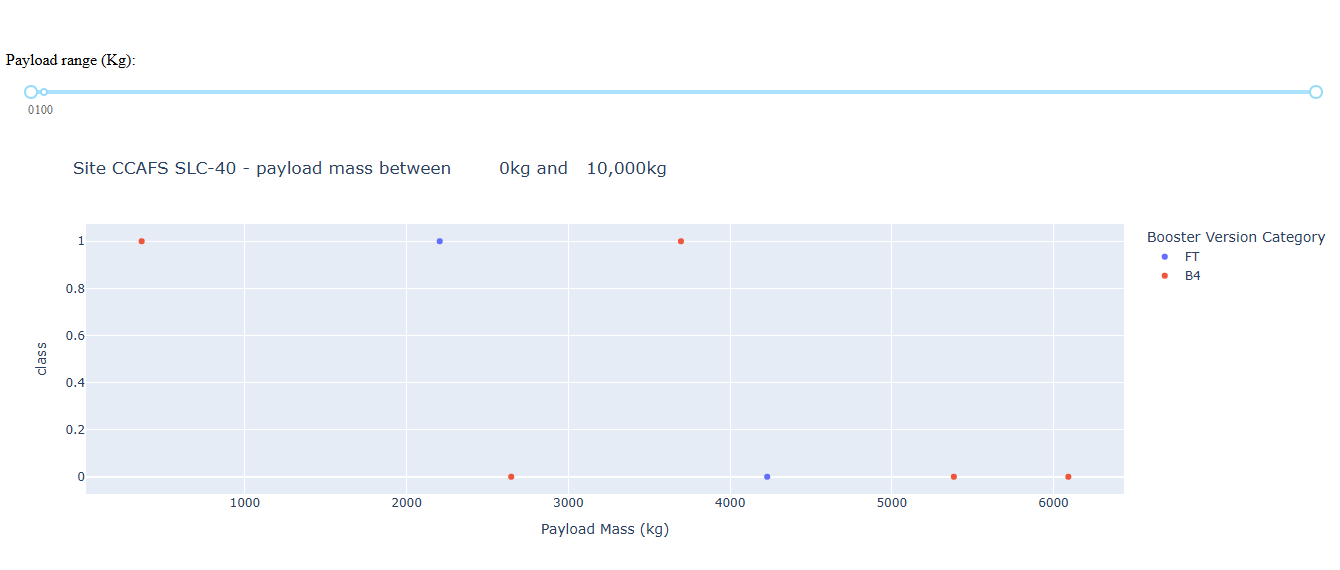 Payload range (Kg):
0100
Site CCAFS SLC-40 - payload mass between 0kg and 10,000kg
Booster Version Category
FT
B4
class
1
0.8
0.6
0.4
0.2
0
1000 2000 3000 4000 5000 6000
Payload Mass (kg)